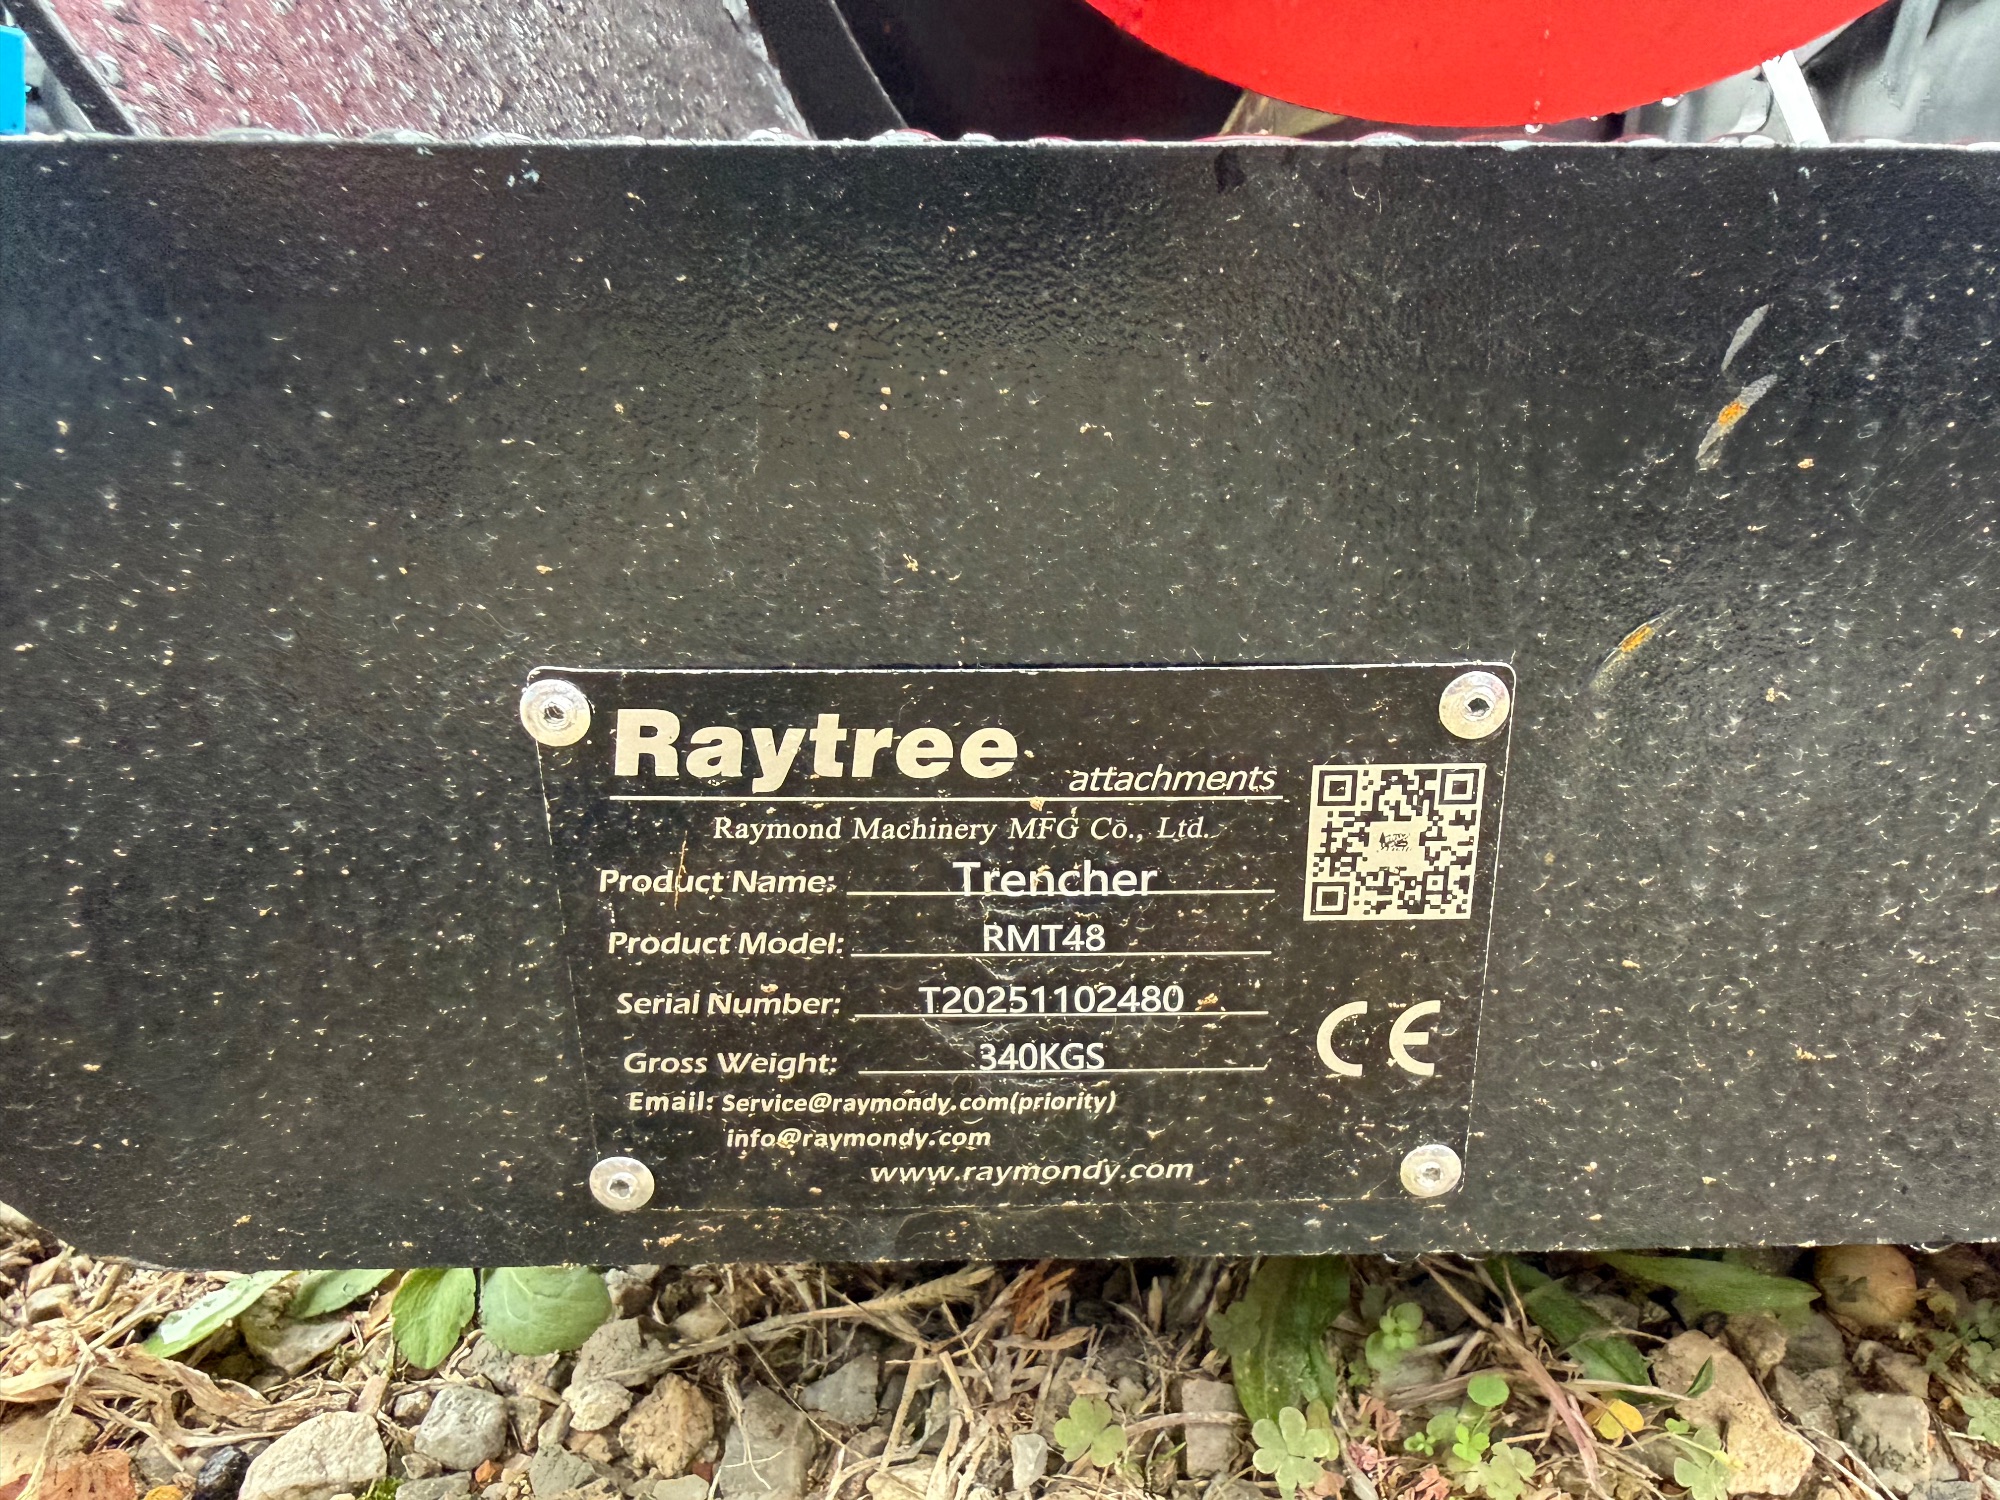 Raytree
attachments
Raymond Machinery MFG Co., Ltd.
Product Name: Trencher
Product Model: RMT48
Serial Number: T20251102480
Gross Weight: 340KGS
Email: Service@raymondy.com(priority)
info@raymondy.com
www.raymondy.com
CE